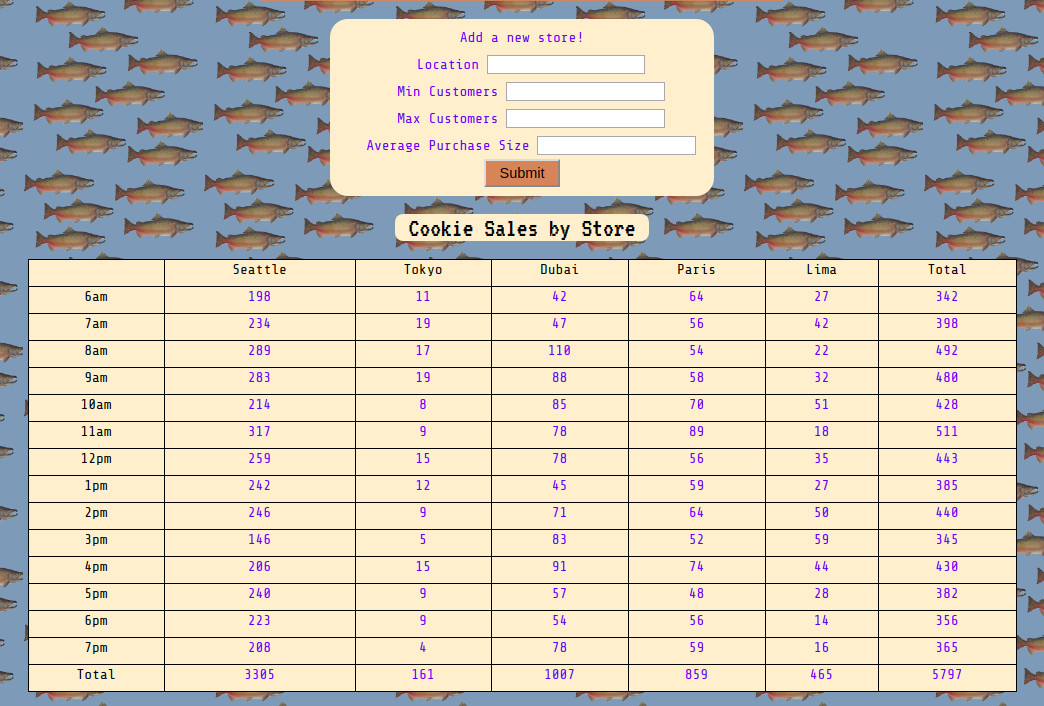 Add a new store!
Location
Min Customers
Max Customers
Average Purchase Size
Submit
Cookie Sales by Store
Seattle Tokyo Dubai Paris Lima Total
6am 198 11 42 64 27 342
7am 234 19 47 56 42 398
8am 289 17 110 54 22 492
9am 283 19 88 58 32 480
10am 214 8 85 70 51 428
11am 317 9 78 89 18 511
12pm 259 15 78 56 35 443
1pm 242 12 45 59 27 385
2pm 246 9 71 64 50 440
3pm 146 5 83 52 59 345
4pm 206 15 91 74 44 430
5pm 240 9 57 48 28 382
6pm 223 9 54 56 14 356
7pm 208 4 78 59 16 365
Total 3305 161 1007 859 465 5797